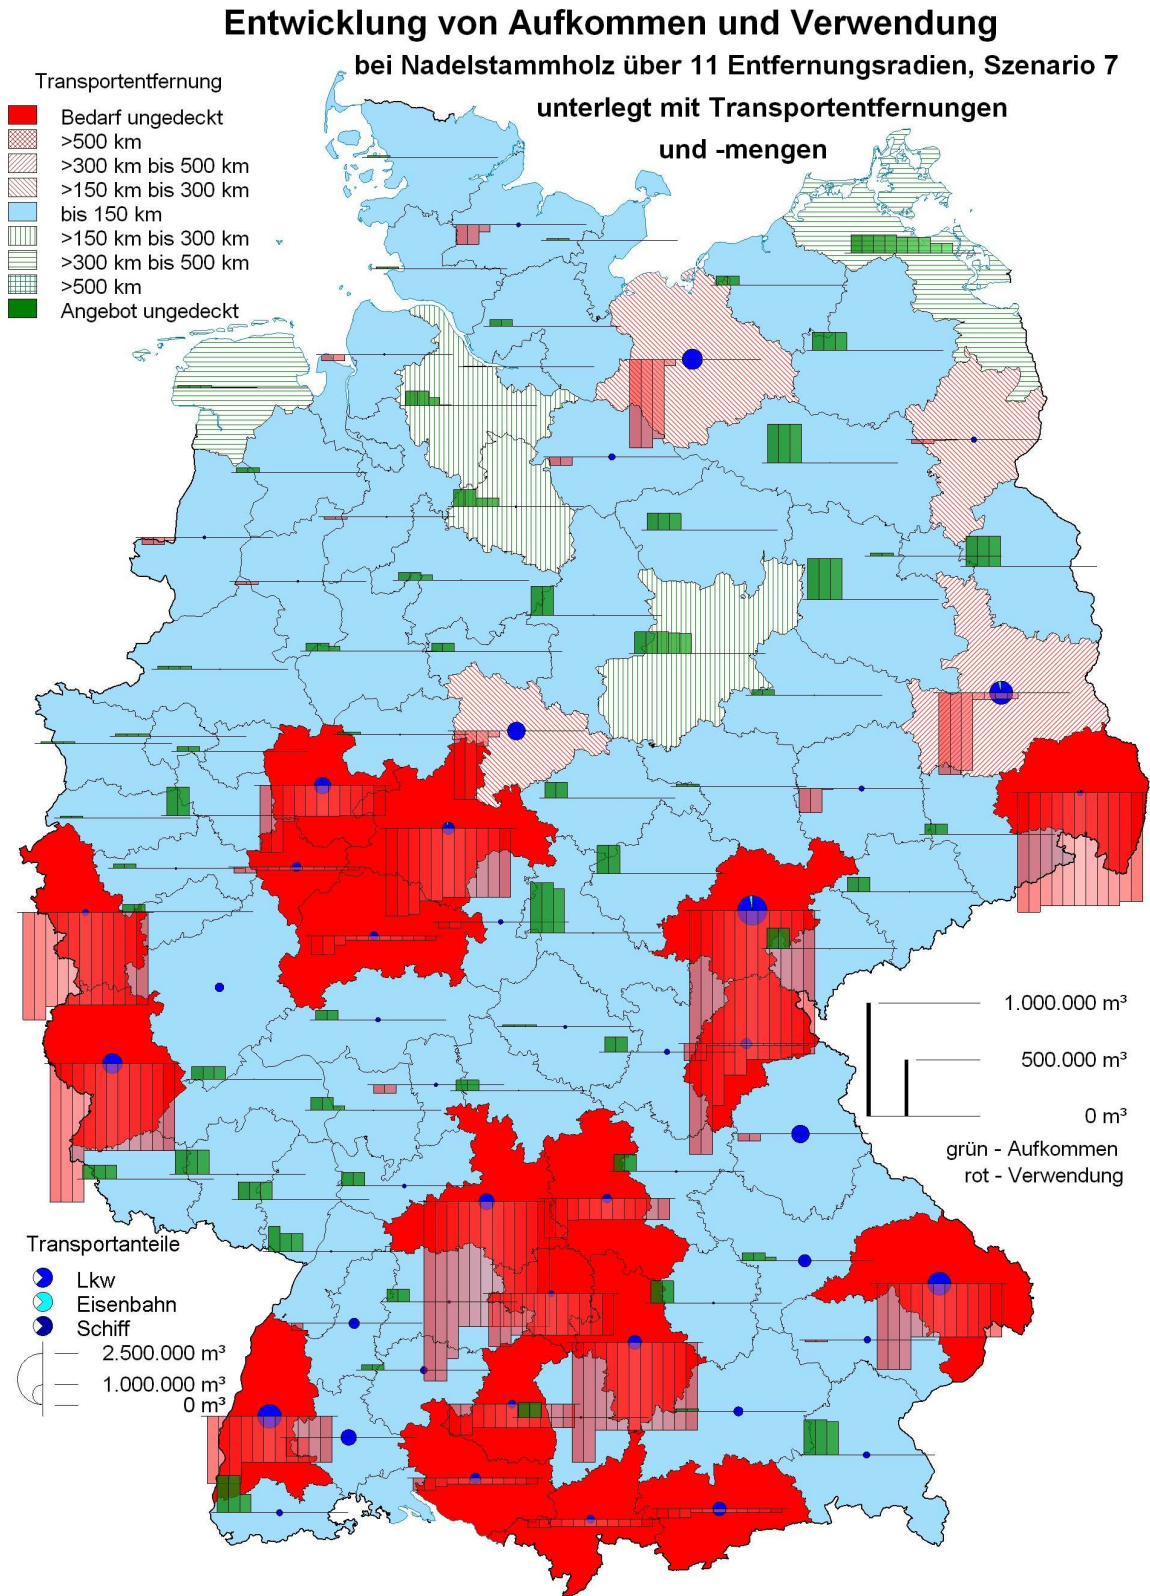 Entwicklung von Aufkommen und Verwendung
bei Nadelstammholz über 11 Entfernungsradien, Szenario 7
unterlegt mit Transportentfernungen
und -mengen
Transportentfernung
Bedarf ungedeckt
>500 km
>300 km bis 500 km
>150 km bis 300 km
bis 150 km
>150 km bis 300 km
>300 km bis 500 km
>500 km
Angebot ungedeckt
1.000.000 m³
500.000 m³
0 m³
grün - Aufkommen
rot - Verwendung
Transportanteile
Lkw
Eisenbahn
Schiff
2.500.000 m³
1.000.000 m³
0 m³